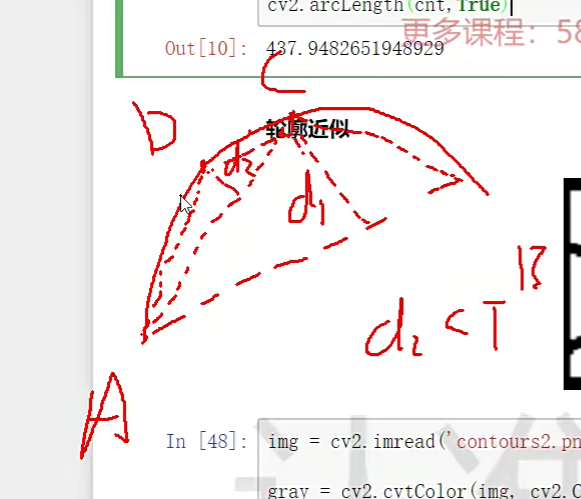 cv2.arcLength(cnt,True)
更多课程：58
Out[10]: 437.9482651948929
C
轮廓近似
D
d2
d1
B
d2 < T
A
In [48]: img = cv2.imread('contours2.pn
gray = cv2.cvtColor(img, cv2.C